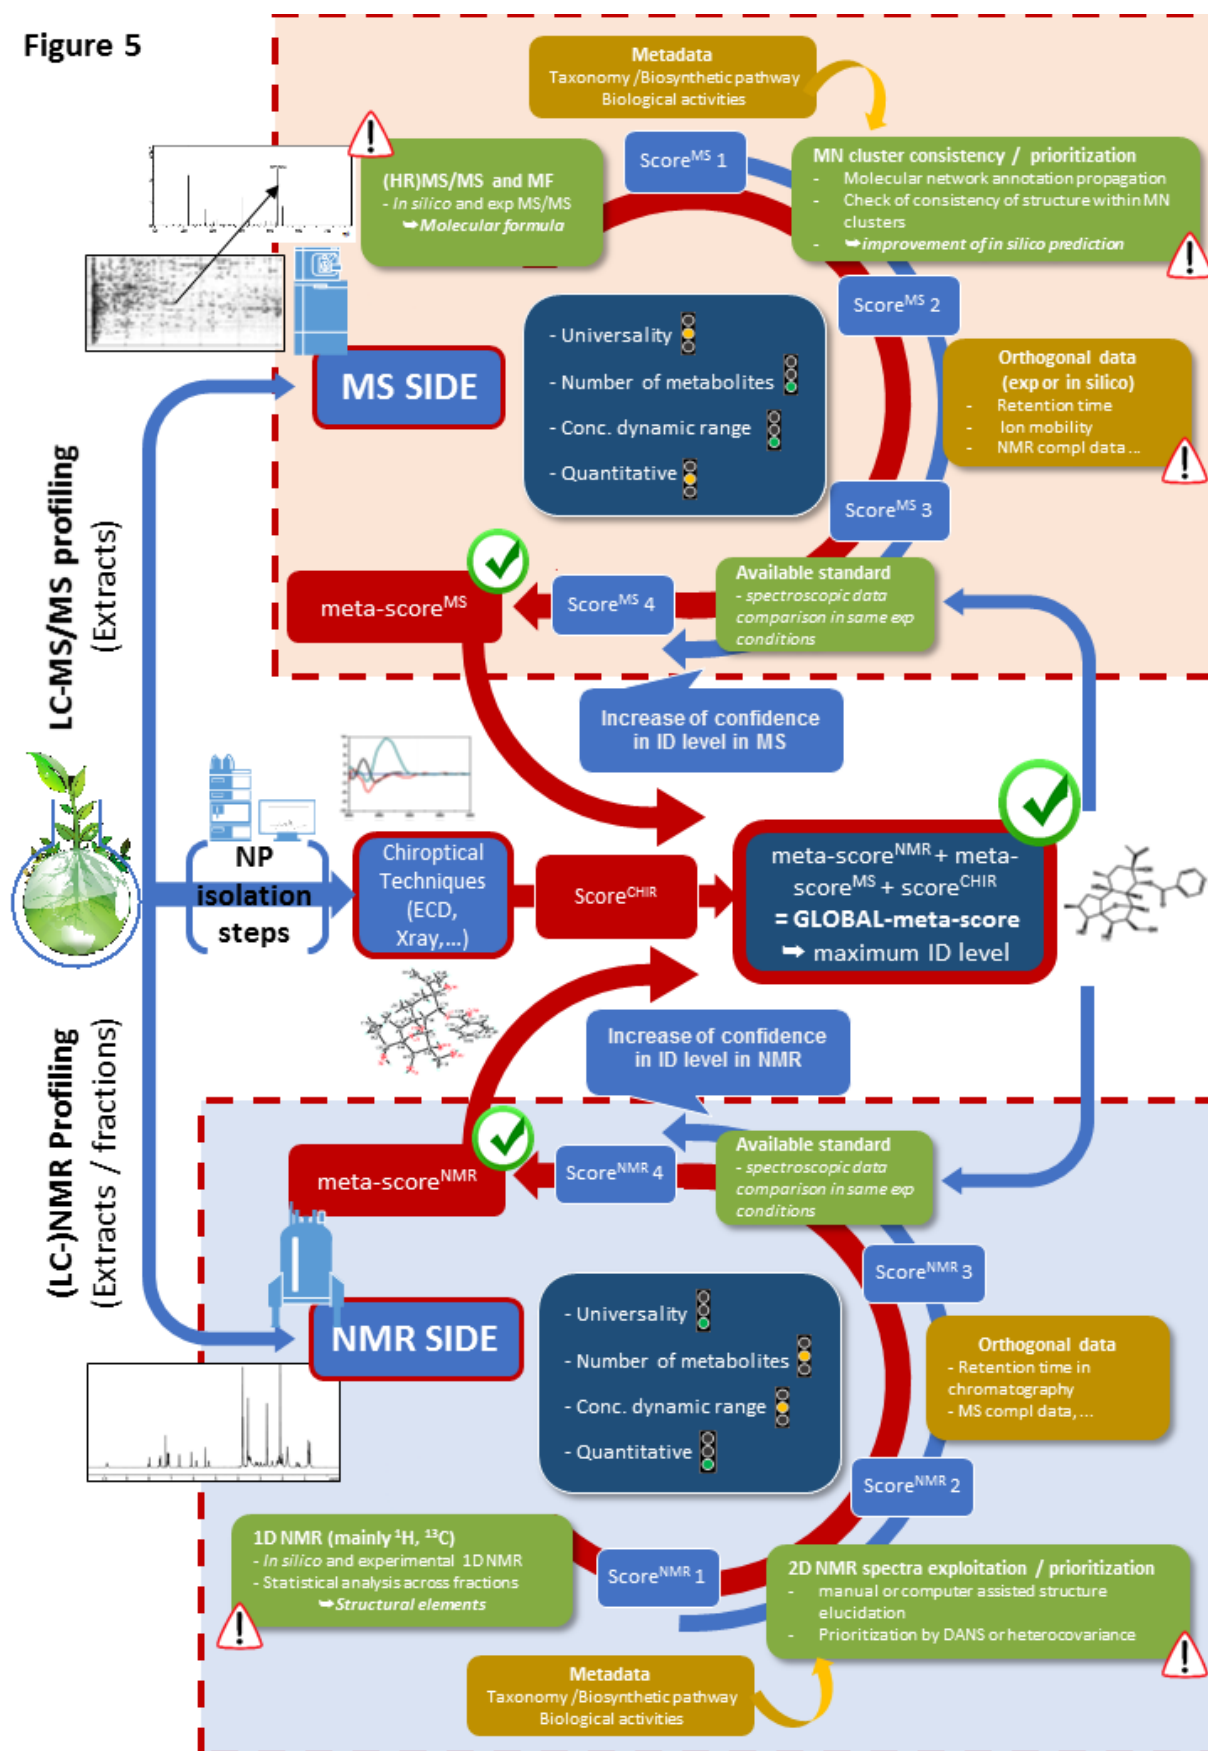 Figure 5
Metadata
Taxonomy /Biosynthetic pathway
Biological activities
Score^MS 1
(HR)MS/MS and MF
- In silico and exp MS/MS
➥Molecular formula
MN cluster consistency / prioritization
- Molecular network annotation propagation
- Check of consistency of structure within MN
clusters
- ➥improvement of in silico prediction
Score^MS 2
MS SIDE
- Universality
- Number of metabolites
- Conc. dynamic range
- Quantitative
Orthogonal data
(exp or in silico)
- Retention time
- Ion mobility
- NMR compl data ...
Score^MS 3
Available standard
- spectroscopic data
comparison in same exp
conditions
Score^MS 4
meta-score^MS
LC-MS/MS profiling
(Extracts)
Increase of confidence
in ID level in MS
NP
isolation
steps
Chiroptical
Techniques
(ECD,
Xray,...)
Score^CHIR
meta-score^NMR + meta-
score^MS + score^CHIR
= GLOBAL-meta-score
➥ maximum ID level
(LC-)NMR Profiling
(Extracts / fractions)
Increase of confidence
in ID level in NMR
Available standard
- spectroscopic data
comparison in same exp
conditions
Score^NMR 4
meta-score^NMR
Score^NMR 3
NMR SIDE
- Universality
- Number of metabolites
- Conc. dynamic range
- Quantitative
Orthogonal data
- Retention time in
chromatography
- MS compl data, ...
Score^NMR 2
1D NMR (mainly ¹H, ¹³C)
- In silico and experimental 1D NMR
- Statistical analysis across fractions
➥Structural elements
Score^NMR 1
2D NMR spectra exploitation / prioritization
- manual or computer assisted structure
elucidation
- Prioritization by DANS or heterocovariance
Metadata
Taxonomy /Biosynthetic pathway
Biological activities